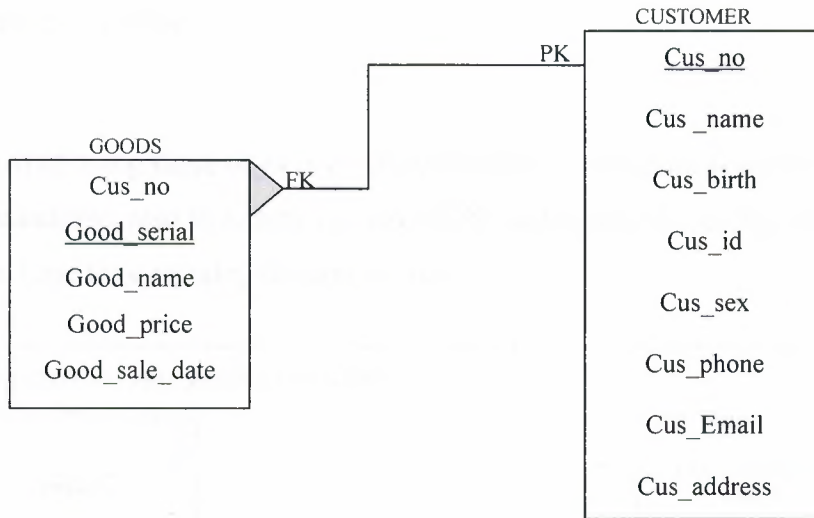 CUSTOMER
PK
Cus_no
Cus _name
Cus_birth
Cus_id
Cus_sex
Cus_phone
Cus_Email
Cus_address
GOODS
FK
Cus_no
Good_serial
Good_name
Good_price
Good_sale_date